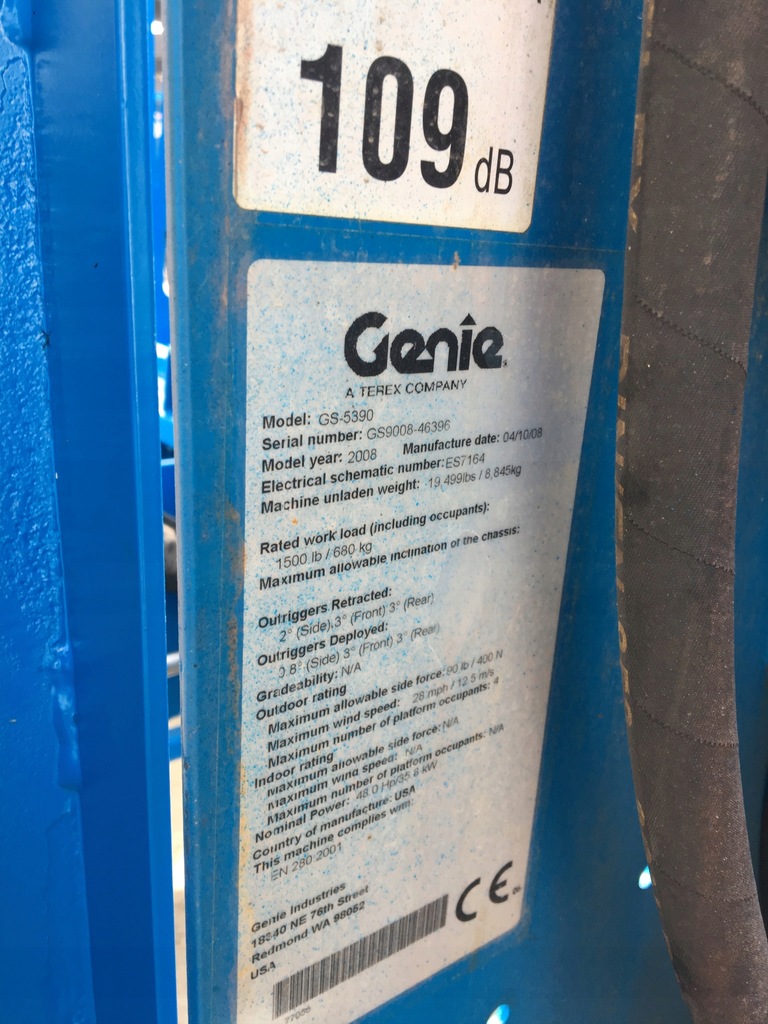 109 dB
Genie
A TEREX COMPANY
Model: GS-5390
Serial number: GS9008-46396
Model year: 2008 Manufacture date: 04/10/08
Electrical schematic number: ES7164
Machine unladen weight: 19,499lbs / 8,845kg
Rated work load (including occupants):
1500 lb / 680 kg
Maximum allowable inclination of the chassis:
Outriggers Retracted:
2° (Side) 3° (Front) 3° (Rear)
Outriggers Deployed:
0.8° (Side) 3° (Front) 3° (Rear)
Gradeability: N/A
Outdoor rating
Maximum allowable side force: 90 lb / 400 N
Maximum wind speed: 28 mph / 12.5 m/s
Maximum number of platform occupants: 4
Indoor rating
Maximum allowable side force: N/A
Maximum wind speed: N/A
Maximum number of platform occupants: N/A
Nominal Power: 48.0 Hp/35.8 kW
Country of manufacture: USA
This machine complies with:
EN 280:2001
Genie Industries
18340 NE 76th Street
Redmond WA 98052
USA
CE